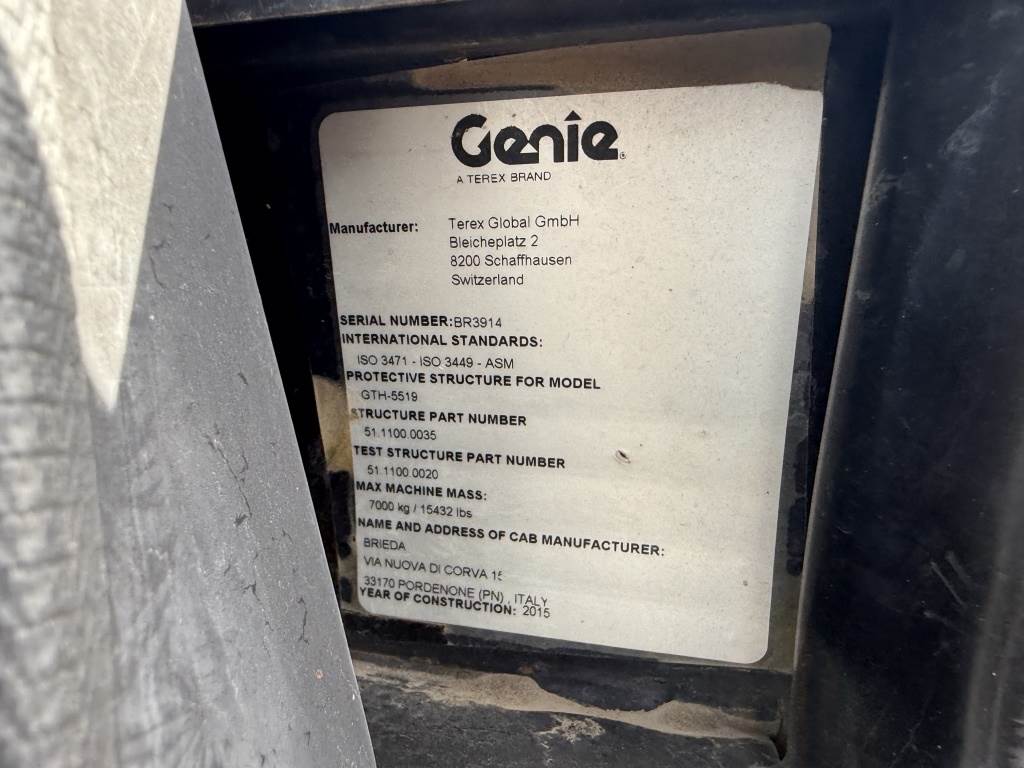 Genie
A TEREX BRAND
Manufacturer: Terex Global GmbH
Bleicheplatz 2
8200 Schaffhausen
Switzerland
SERIAL NUMBER:BR3914
INTERNATIONAL STANDARDS:
ISO 3471 - ISO 3449 - ASM
PROTECTIVE STRUCTURE FOR MODEL
GTH-5519
STRUCTURE PART NUMBER
51.1100.0035
TEST STRUCTURE PART NUMBER
51.1100.0020
MAX MACHINE MASS:
7000 kg / 15432 lbs
NAME AND ADDRESS OF CAB MANUFACTURER:
BRIEDA
VIA NUOVA DI CORVA
33170 PORDENONE (PN) , ITALY
YEAR OF CONSTRUCTION: 2015